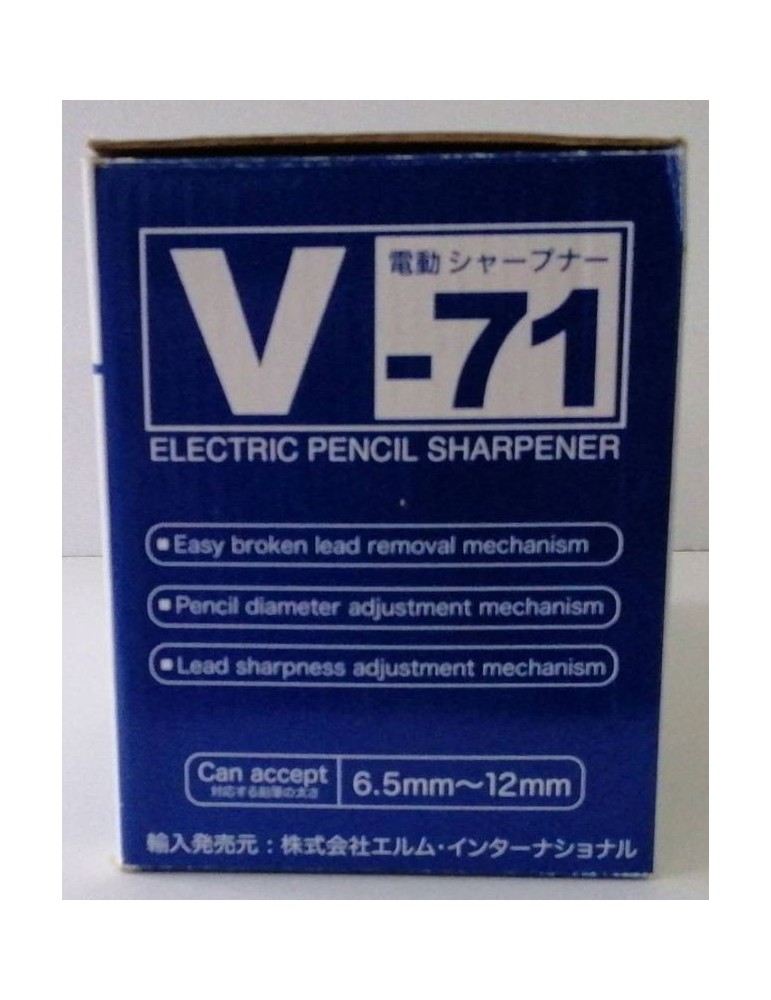 電動シャープナー
V-71
ELECTRIC PENCIL SHARPENER
Easy broken lead removal mechanism
Pencil diameter adjustment mechanism
Lead sharpness adjustment mechanism
Can accept 6.5mm～12mm
対応する鉛筆の太さ
輸入発売元：株式会社エルム・インターナショナル